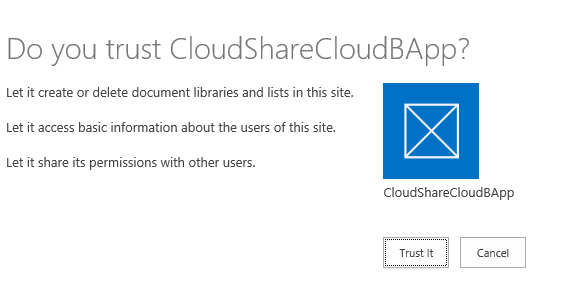 Do you trust CloudShareCloudBApp?
Let it create or delete document libraries and lists in this site.
Let it access basic information about the users of this site.
Let it share its permissions with other users.
CloudShareCloudBApp
Trust It
Cancel